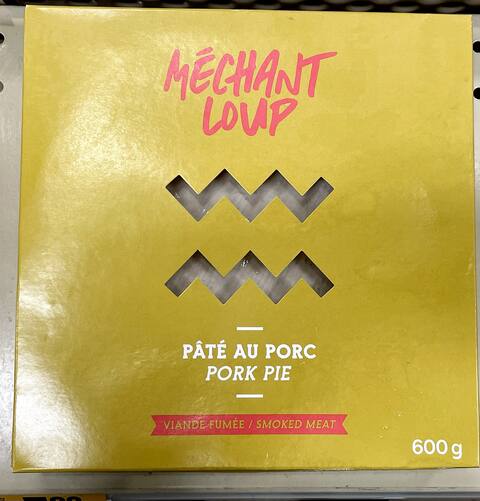 MÉCHANT
LOUP
PÂTÉ AU PORC
PORK PIE
VIANDE FUMÉE / SMOKED MEAT
600 g